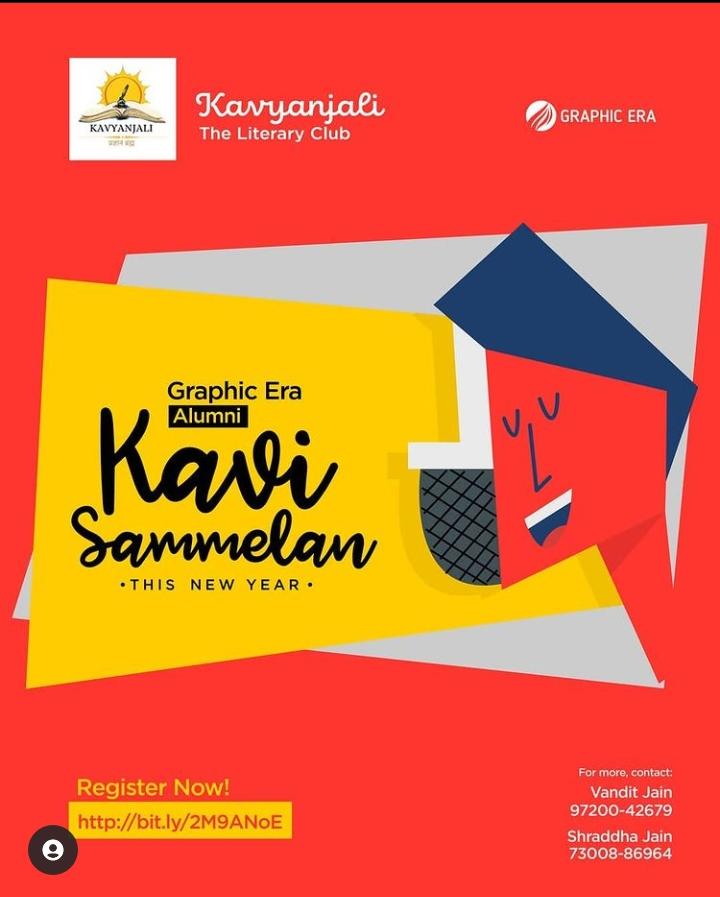 KAVYANJALI
Kavyanjali
The Literary Club
GRAPHIC ERA
Graphic Era
Alumni
Kavi
Sammelan
•THIS NEW YEAR•
Register Now!
http://bit.ly/2M9ANoE
For more, contact:
Vandit Jain
97200-42679
Shraddha Jain
73008-86964